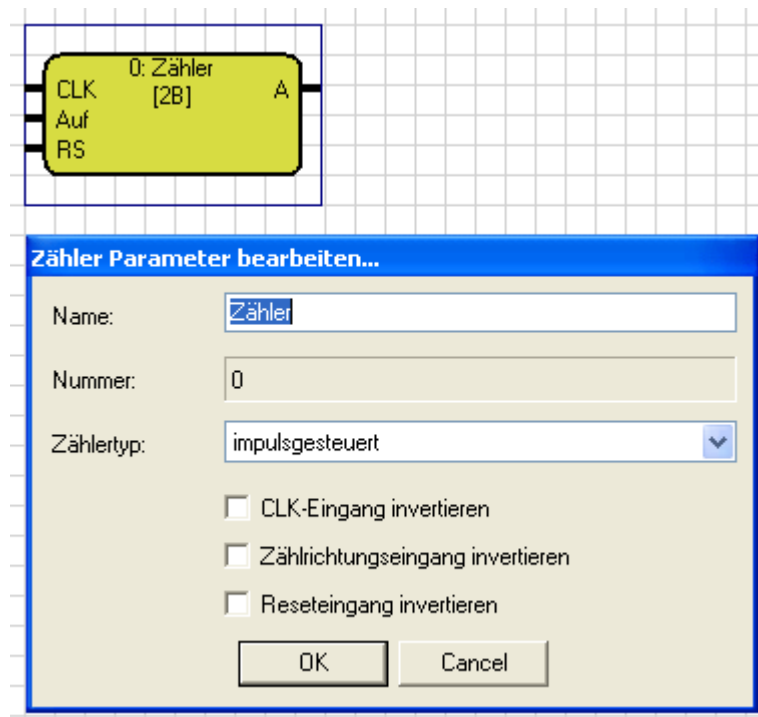 0: Zähler
CLK [2B] A
Auf
RS
Zähler Parameter bearbeiten...
Name: Zähler
Nummer: 0
Zählertyp: impulsgesteuert
CLK-Eingang invertieren
Zählrichtungseingang invertieren
Reseteingang invertieren
OK Cancel